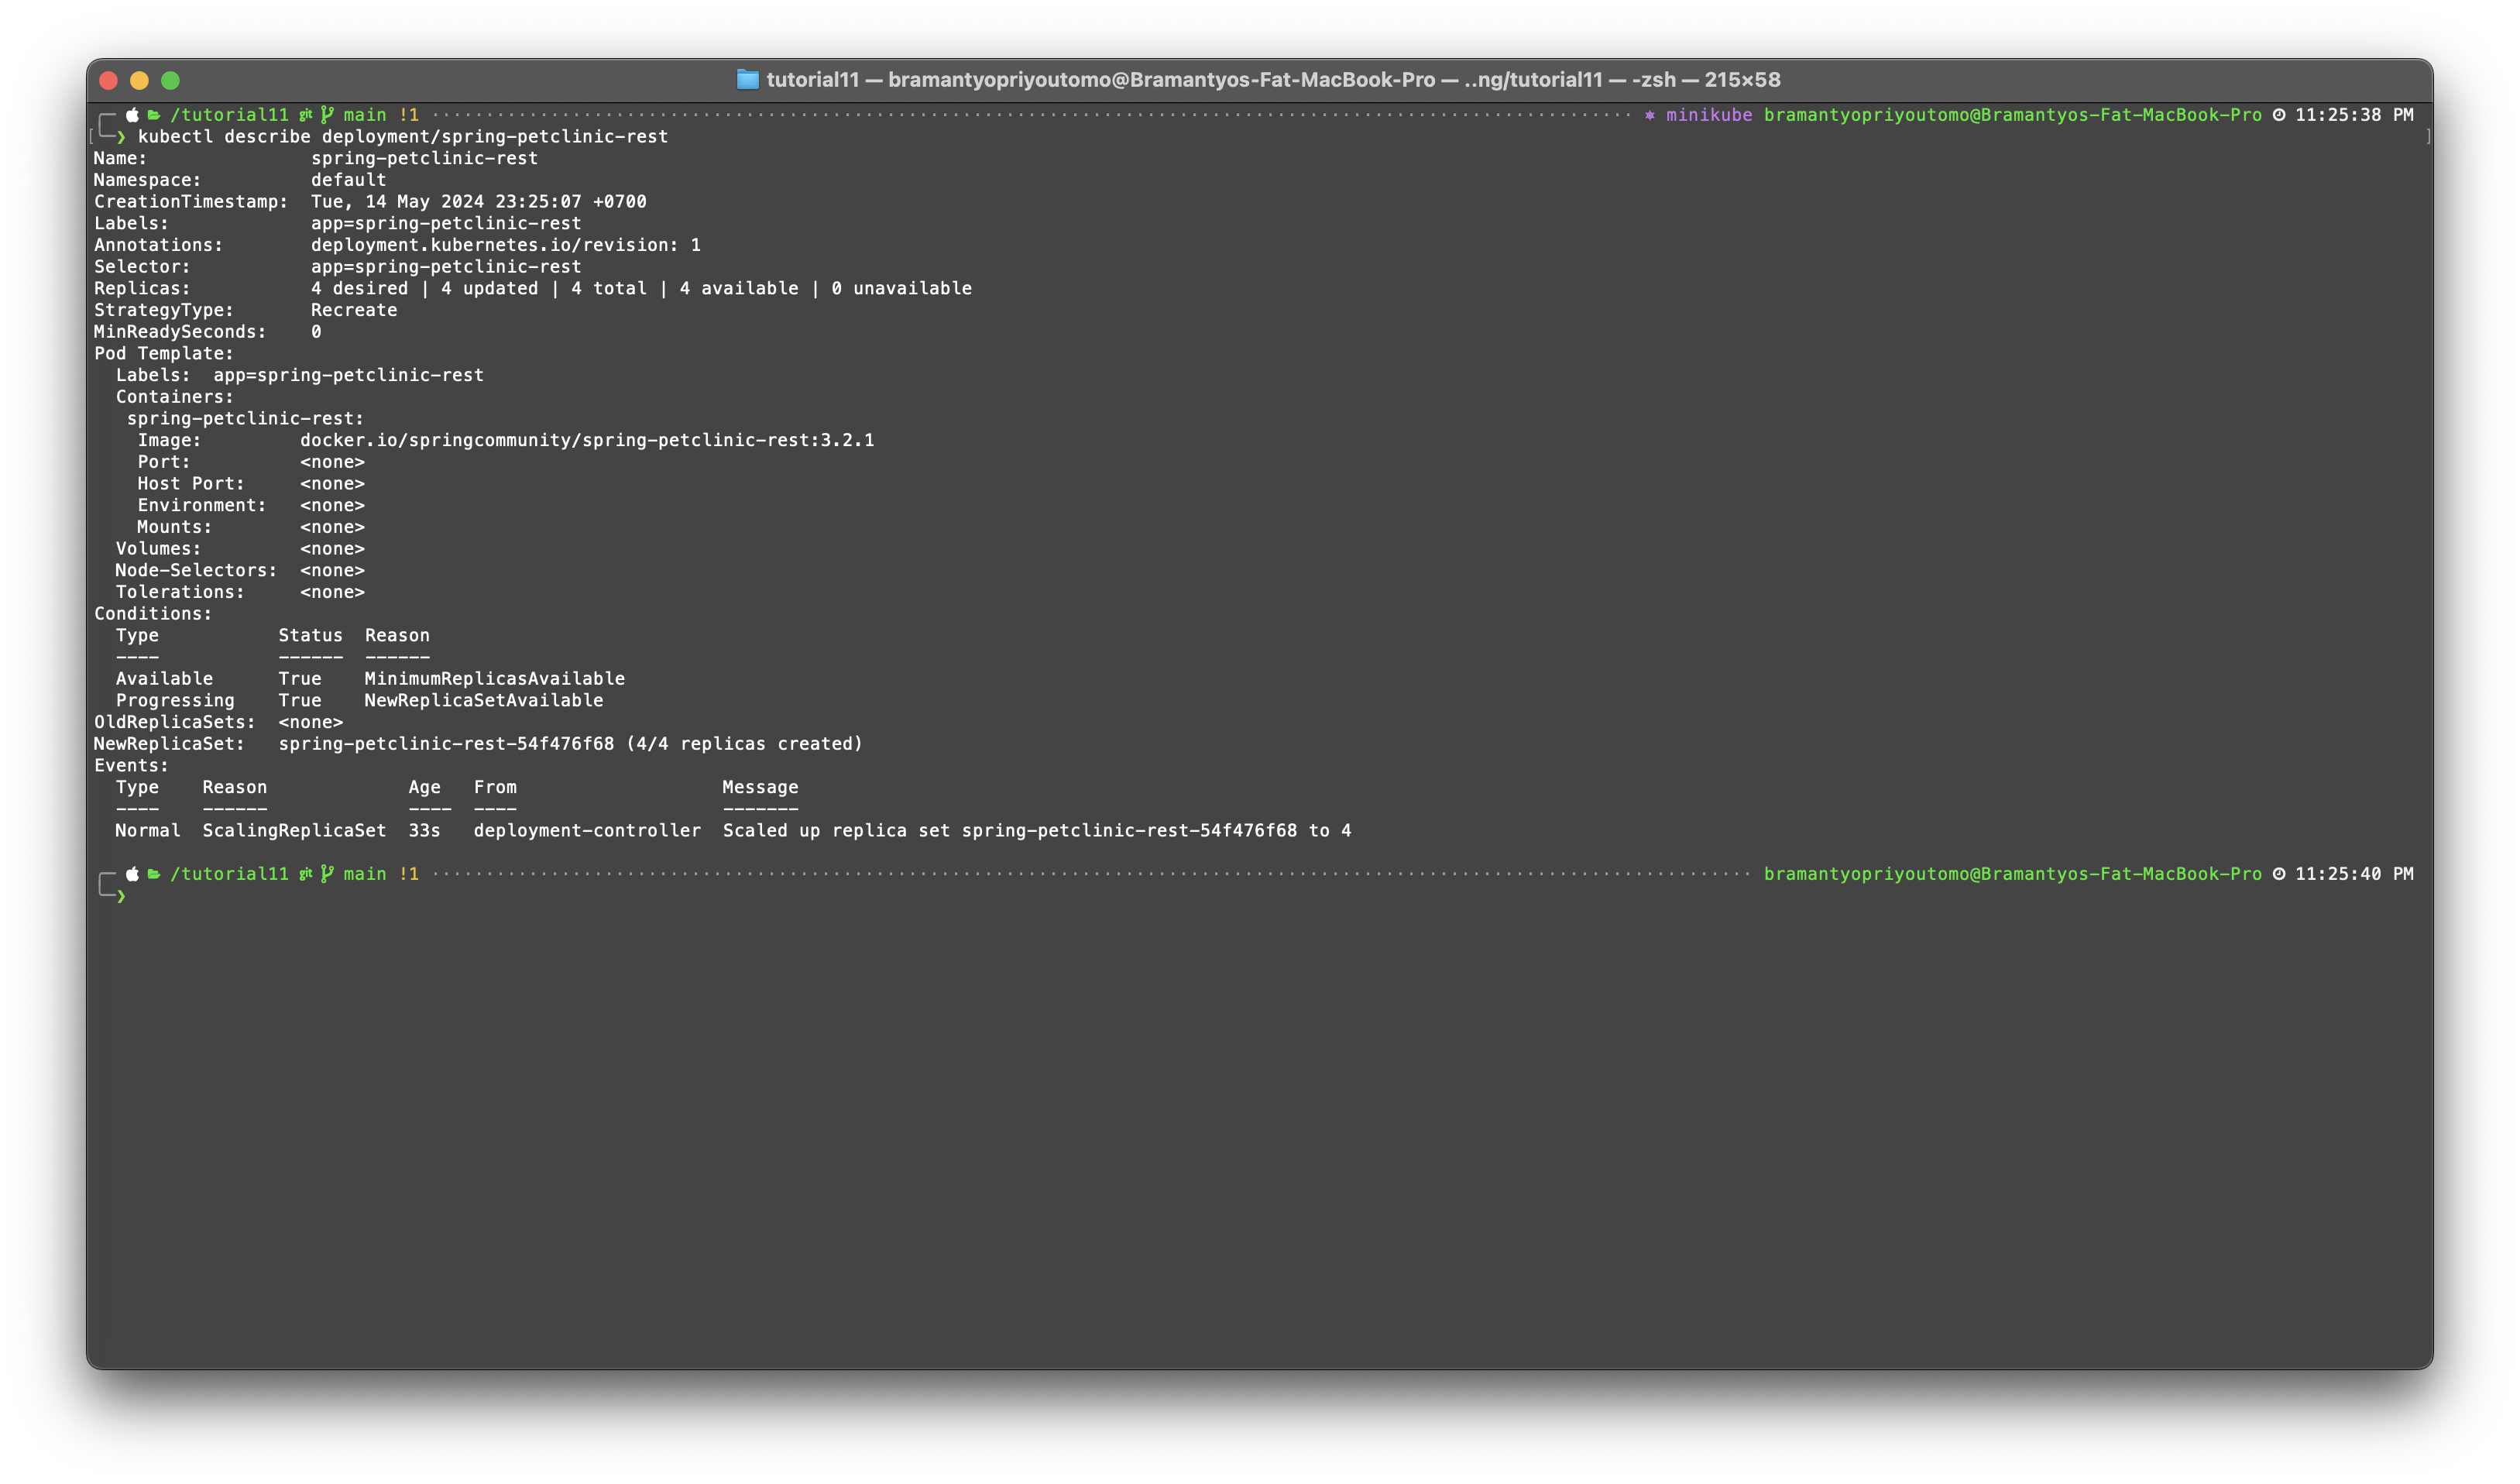 tutorial11 — bramantyopriyoutomo@Bramantyos-Fat-MacBook-Pro — ..ng/tutorial11 — -zsh — 215×58
/tutorial11 git main !1 minikube bramantyopriyoutomo@Bramantyos-Fat-MacBook-Pro 11:25:38 PM
❯ kubectl describe deployment/spring-petclinic-rest
Name:               spring-petclinic-rest
Namespace:          default
CreationTimestamp:  Tue, 14 May 2024 23:25:07 +0700
Labels:             app=spring-petclinic-rest
Annotations:        deployment.kubernetes.io/revision: 1
Selector:           app=spring-petclinic-rest
Replicas:           4 desired | 4 updated | 4 total | 4 available | 0 unavailable
StrategyType:       Recreate
MinReadySeconds:    0
Pod Template:
  Labels:  app=spring-petclinic-rest
  Containers:
   spring-petclinic-rest:
    Image:         docker.io/springcommunity/spring-petclinic-rest:3.2.1
    Port:          <none>
    Host Port:     <none>
    Environment:   <none>
    Mounts:        <none>
  Volumes:         <none>
  Node-Selectors:  <none>
  Tolerations:     <none>
Conditions:
  Type           Status  Reason
  ----           ------  ------
  Available      True    MinimumReplicasAvailable
  Progressing    True    NewReplicaSetAvailable
OldReplicaSets:  <none>
NewReplicaSet:   spring-petclinic-rest-54f476f68 (4/4 replicas created)
Events:
  Type    Reason             Age   From                   Message
  ----    ------             ----  ----                   -------
  Normal  ScalingReplicaSet  33s   deployment-controller  Scaled up replica set spring-petclinic-rest-54f476f68 to 4
/tutorial11 git main !1 bramantyopriyoutomo@Bramantyos-Fat-MacBook-Pro 11:25:40 PM
❯